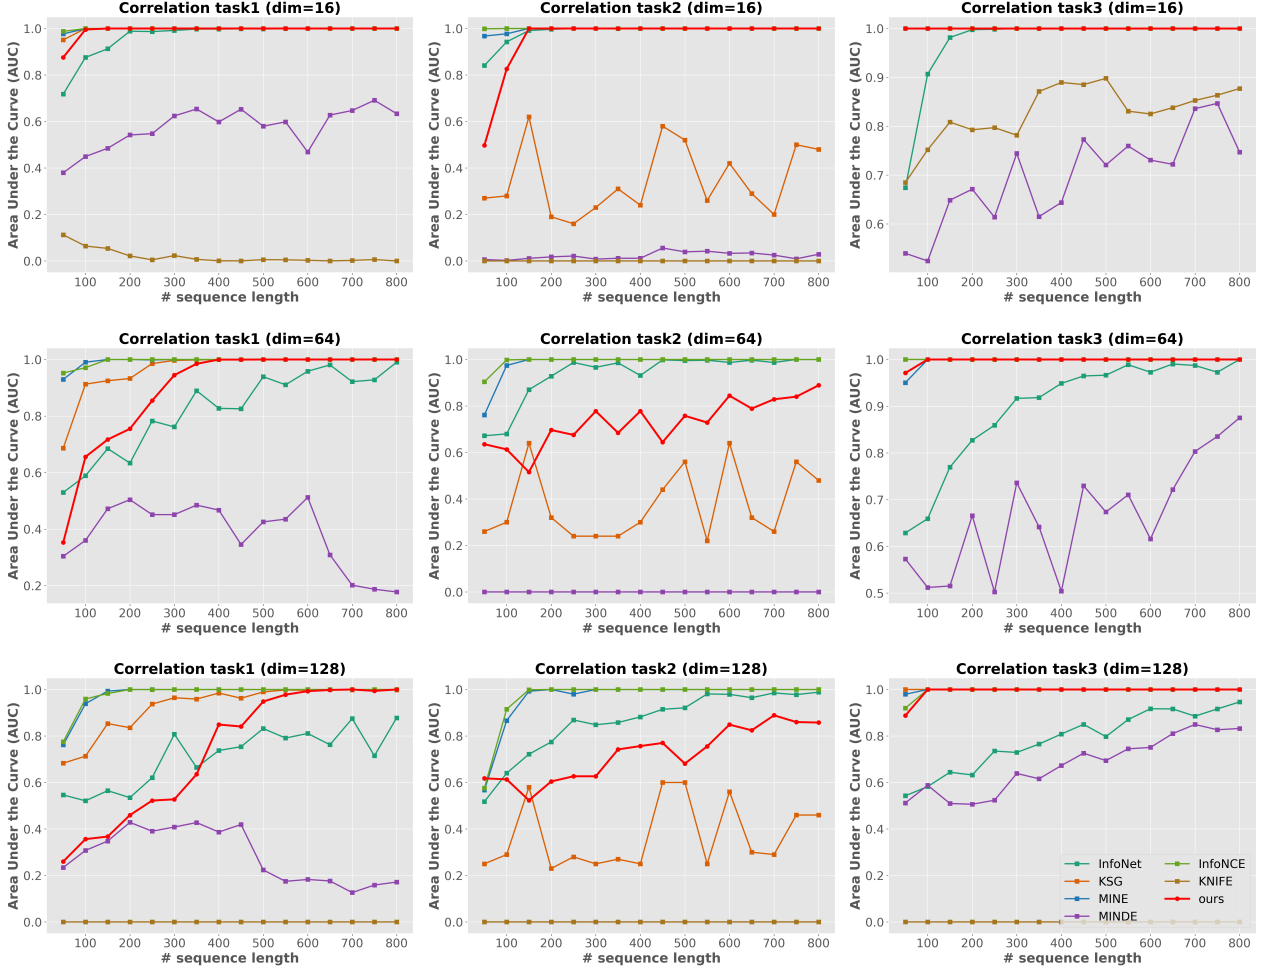 Correlation task1 (dim=16)
Area Under the Curve (AUC)
1.0
0.8
0.6
0.4
0.2
0.0
100 200 300 400 500 600 700 800
# sequence length
Correlation task2 (dim=16)
Area Under the Curve (AUC)
1.0
0.8
0.6
0.4
0.2
0.0
100 200 300 400 500 600 700 800
# sequence length
Correlation task3 (dim=16)
Area Under the Curve (AUC)
1.0
0.9
0.8
0.7
0.6
100 200 300 400 500 600 700 800
# sequence length
Correlation task1 (dim=64)
Area Under the Curve (AUC)
1.0
0.8
0.6
0.4
0.2
100 200 300 400 500 600 700 800
# sequence length
Correlation task2 (dim=64)
Area Under the Curve (AUC)
1.0
0.8
0.6
0.4
0.2
0.0
100 200 300 400 500 600 700 800
# sequence length
Correlation task3 (dim=64)
Area Under the Curve (AUC)
1.0
0.9
0.8
0.7
0.6
0.5
100 200 300 400 500 600 700 800
# sequence length
Correlation task1 (dim=128)
Area Under the Curve (AUC)
1.0
0.8
0.6
0.4
0.2
0.0
100 200 300 400 500 600 700 800
# sequence length
Correlation task2 (dim=128)
Area Under the Curve (AUC)
1.0
0.8
0.6
0.4
0.2
0.0
100 200 300 400 500 600 700 800
# sequence length
Correlation task3 (dim=128)
Area Under the Curve (AUC)
1.0
0.8
0.6
0.4
0.2
0.0
InfoNet
KSG
MINE
MINDE
InfoNCE
KNIFE
ours
100 200 300 400 500 600 700 800
# sequence length